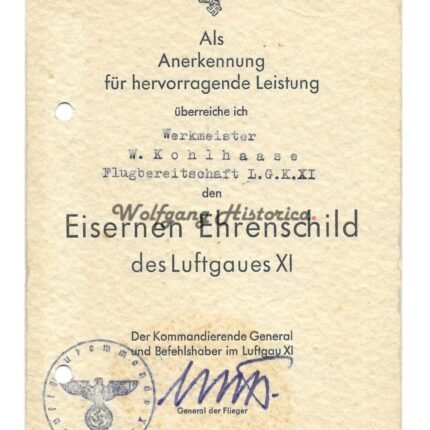 Als
Anerkennung
für hervorragende Leistung
überreiche ich
Werkmeister
W. Kohlhaase
Flugbereitschaft L.G.K.XI
den
Wolfgang Historica.
Eisernen Ehrenschild
des Luftgaues XI
Der Kommandierende General
und Befehlshaber im Luftgau XI
General der Flieger
Luftgaukommando